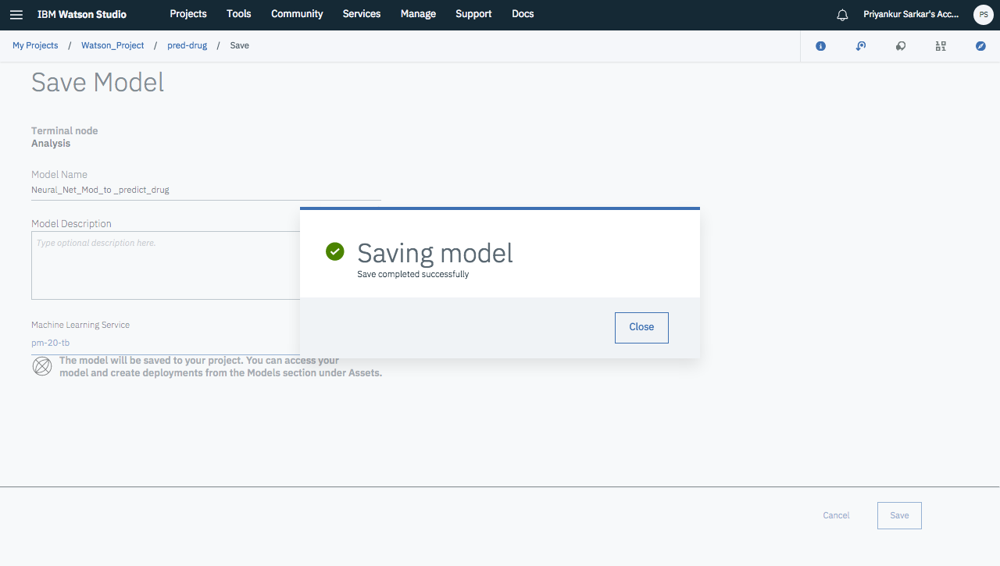 IBM Watson Studio Projects Tools Community Services Manage Support Docs Priyankur Sarkar's Acc... PS
My Projects / Watson_Project / pred-drug / Save
Save Model
Terminal node
Analysis
Model Name
Neural_Net_Mod_to _predict_drug
Model Description
Type optional description here.
Saving model
Save completed successfully
Close
Machine Learning Service
pm-20-tb
The model will be saved to your project. You can access your
model and create deployments from the Models section under Assets.
Cancel Save